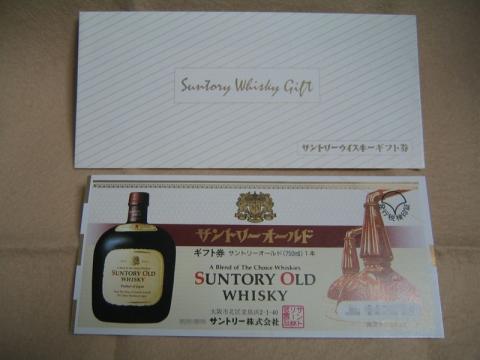 Suntory Whisky Gift
サントリーウイスキーギフト券
サントリーオールド
ギフト券 サントリーオールド(750ml)1本
A Blend of The Choice Whiskies
SUNTORY OLD
WHISKY
大阪市北区堂島浜2-1-40
サントリー株式会社
SUNTORY OLD
WHISKY